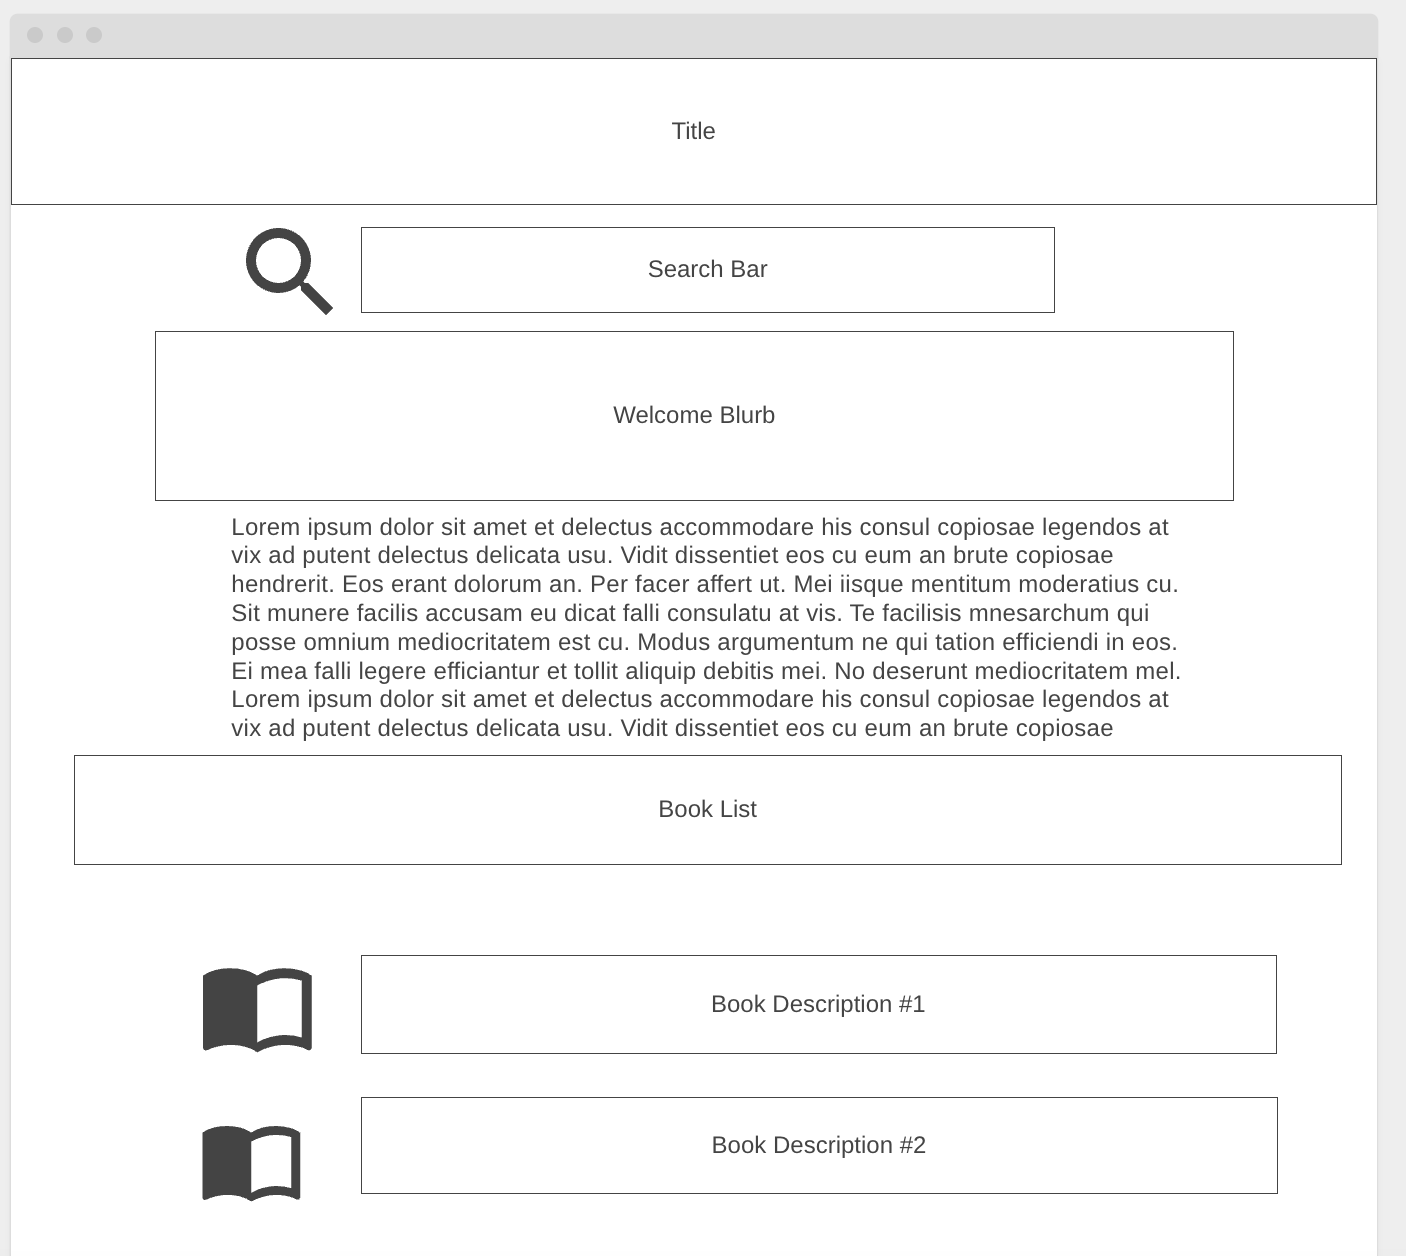 Title
Search Bar
Welcome Blurb
Lorem ipsum dolor sit amet et delectus accommodare his consul copiosae legendos at
vix ad putent delectus delicata usu. Vidit dissentiet eos cu eum an brute copiosae
hendrerit. Eos erant dolorum an. Per facer affert ut. Mei iisque mentitum moderatius cu.
Sit munere facilis accusam eu dicat falli consulatu at vis. Te facilisis mnesarchum qui
posse omnium mediocritatem est cu. Modus argumentum ne qui tation efficiendi in eos.
Ei mea falli legere efficiantur et tollit aliquip debitis mei. No deserunt mediocritatem mel.
Lorem ipsum dolor sit amet et delectus accommodare his consul copiosae legendos at
vix ad putent delectus delicata usu. Vidit dissentiet eos cu eum an brute copiosae
Book List
Book Description #1
Book Description #2